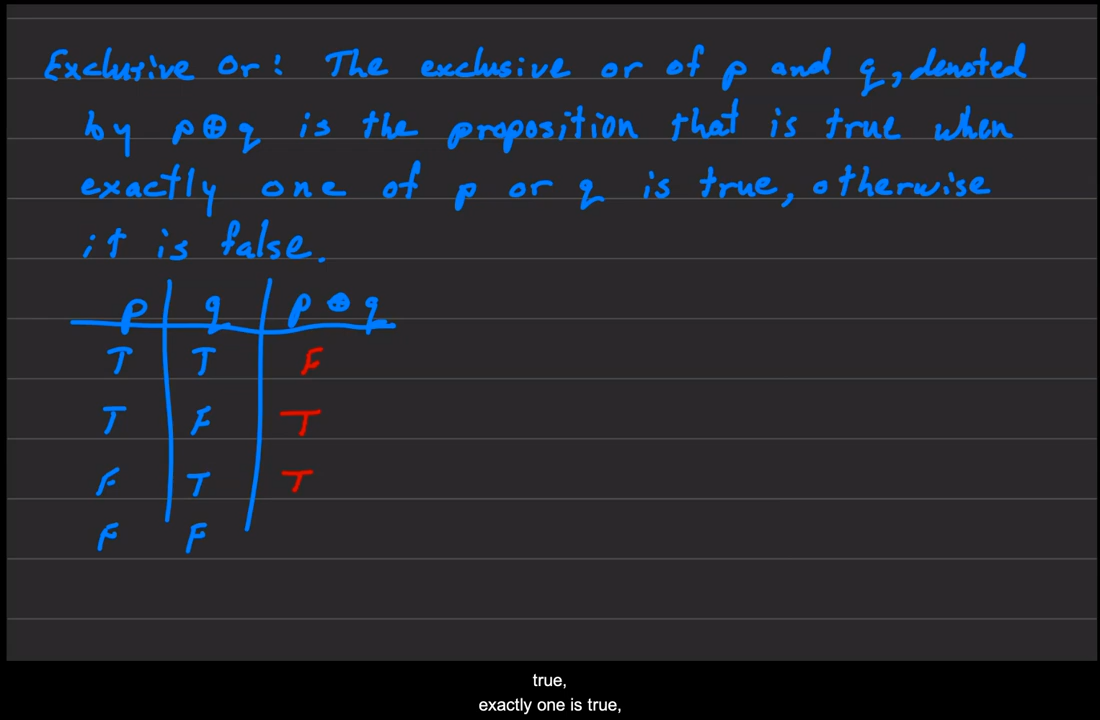 Exclusive or: The exclusive or of p and q, denoted
by p⊕q is the proposition that is true when
exactly one of p or q is true, otherwise
it is false.
p q p ⊕ q
T T F
T F T
F T T
F F
true,
exactly one is true,